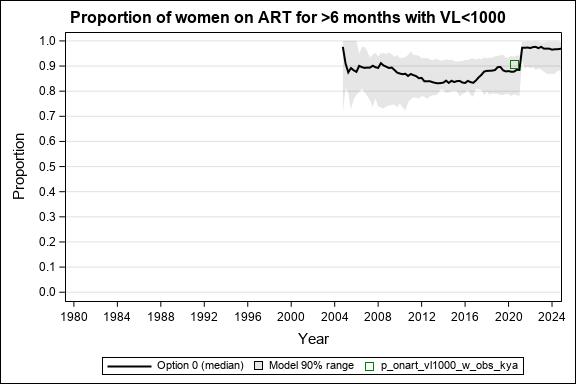 Proportion of women on ART for >6 months with VL<1000
1.0
0.9
0.8
0.7
0.6
0.5
0.4
0.3
0.2
0.1
0.0
Proportion
1980 1984 1988 1992 1996 2000 2004 2008 2012 2016 2020 2024
Year
Option 0 (median) Model 90% range p_onart_vl1000_w_obs_kya